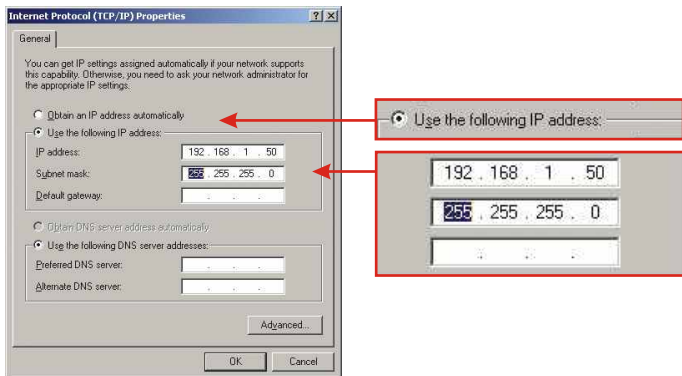 Internet Protocol (TCP/IP) Properties
General
You can get IP settings assigned automatically if your network supports
this capability. Otherwise, you need to ask your network administrator for
the appropriate IP settings.
Obtain an IP address automatically
Use the following IP address:
IP address:
192 . 168 . 1 . 50
Subnet mask:
255 . 255 . 255 . 0
Default gateway:
. . .
Obtain DNS server address automatically
Use the following DNS server addresses:
Preferred DNS server:
. . .
Alternate DNS server:
. . .
Advanced...
OK
Cancel
Use the following IP address:
192 . 168 . 1 . 50
255 . 255 . 255 . 0
. . .